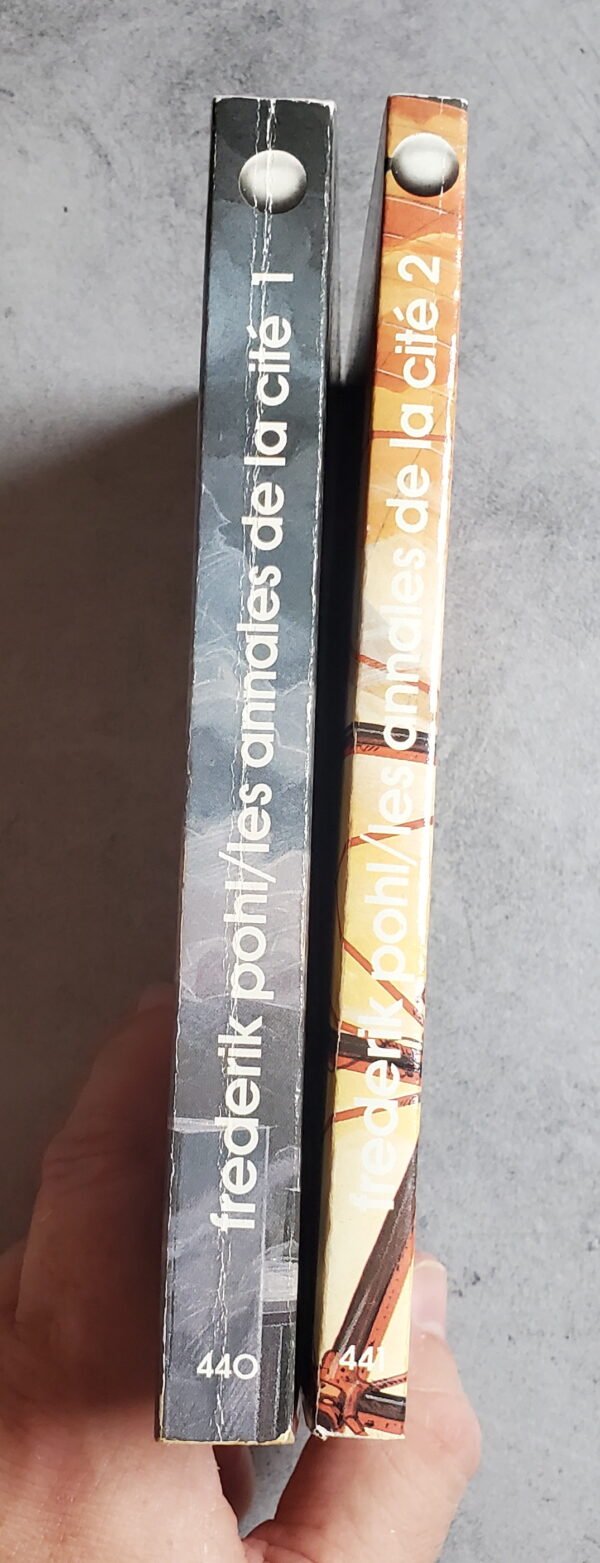 frederik pohl/les annales de la cité 1
440
frederik pohl/les annales de la cité 2
441